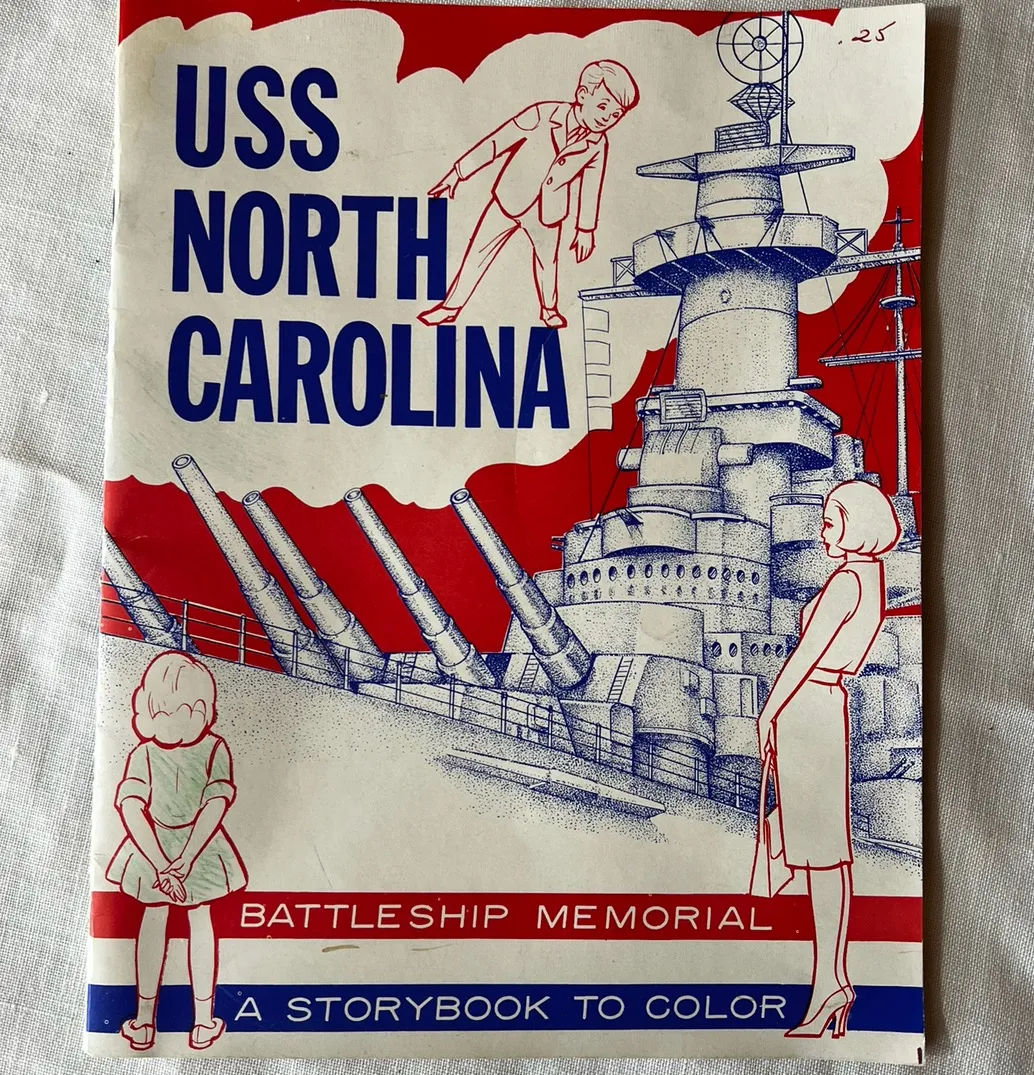 .25
USS
NORTH
CAROLINA
BATTLESHIP MEMORIAL
A STORYBOOK TO COLOR